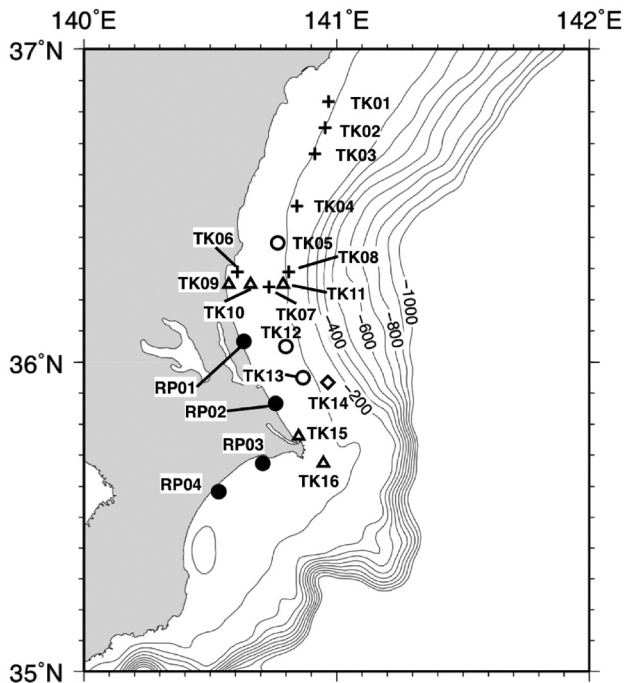 140˚E 141˚E 142˚E
37˚N
TK01
TK02
TK03
TK04
TK06 TK05
TK08
TK09
TK11
TK10 TK07
−1000
−800
−600
−400
TK12
36˚N
TK13
RP01
−200
TK14
RP02
TK15
RP03
TK16
RP04
35˚N